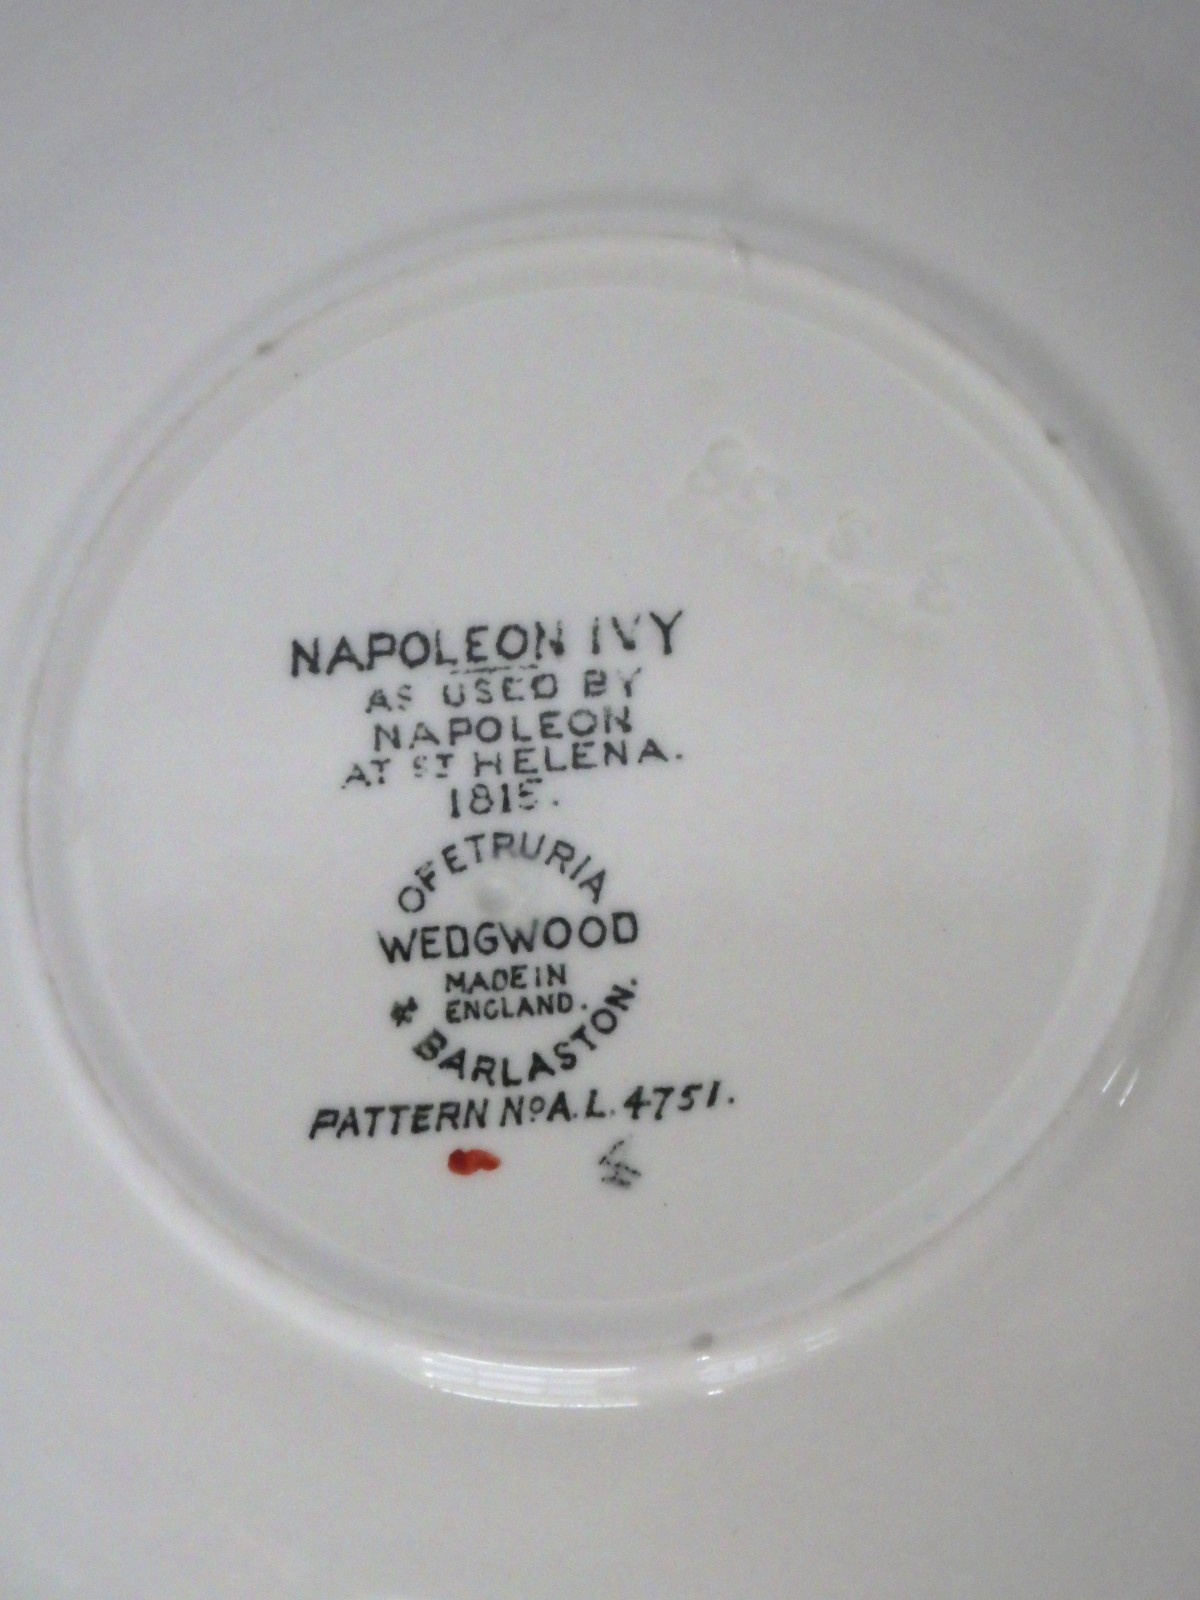 NAPOLEON IVY
AS USED BY
NAPOLEON
AT ST HELENA.
1815.
OF ETRURIA
WEDGWOOD
MADE IN
ENGLAND.
& BARLASTON.
PATTERN No A.L. 4751.